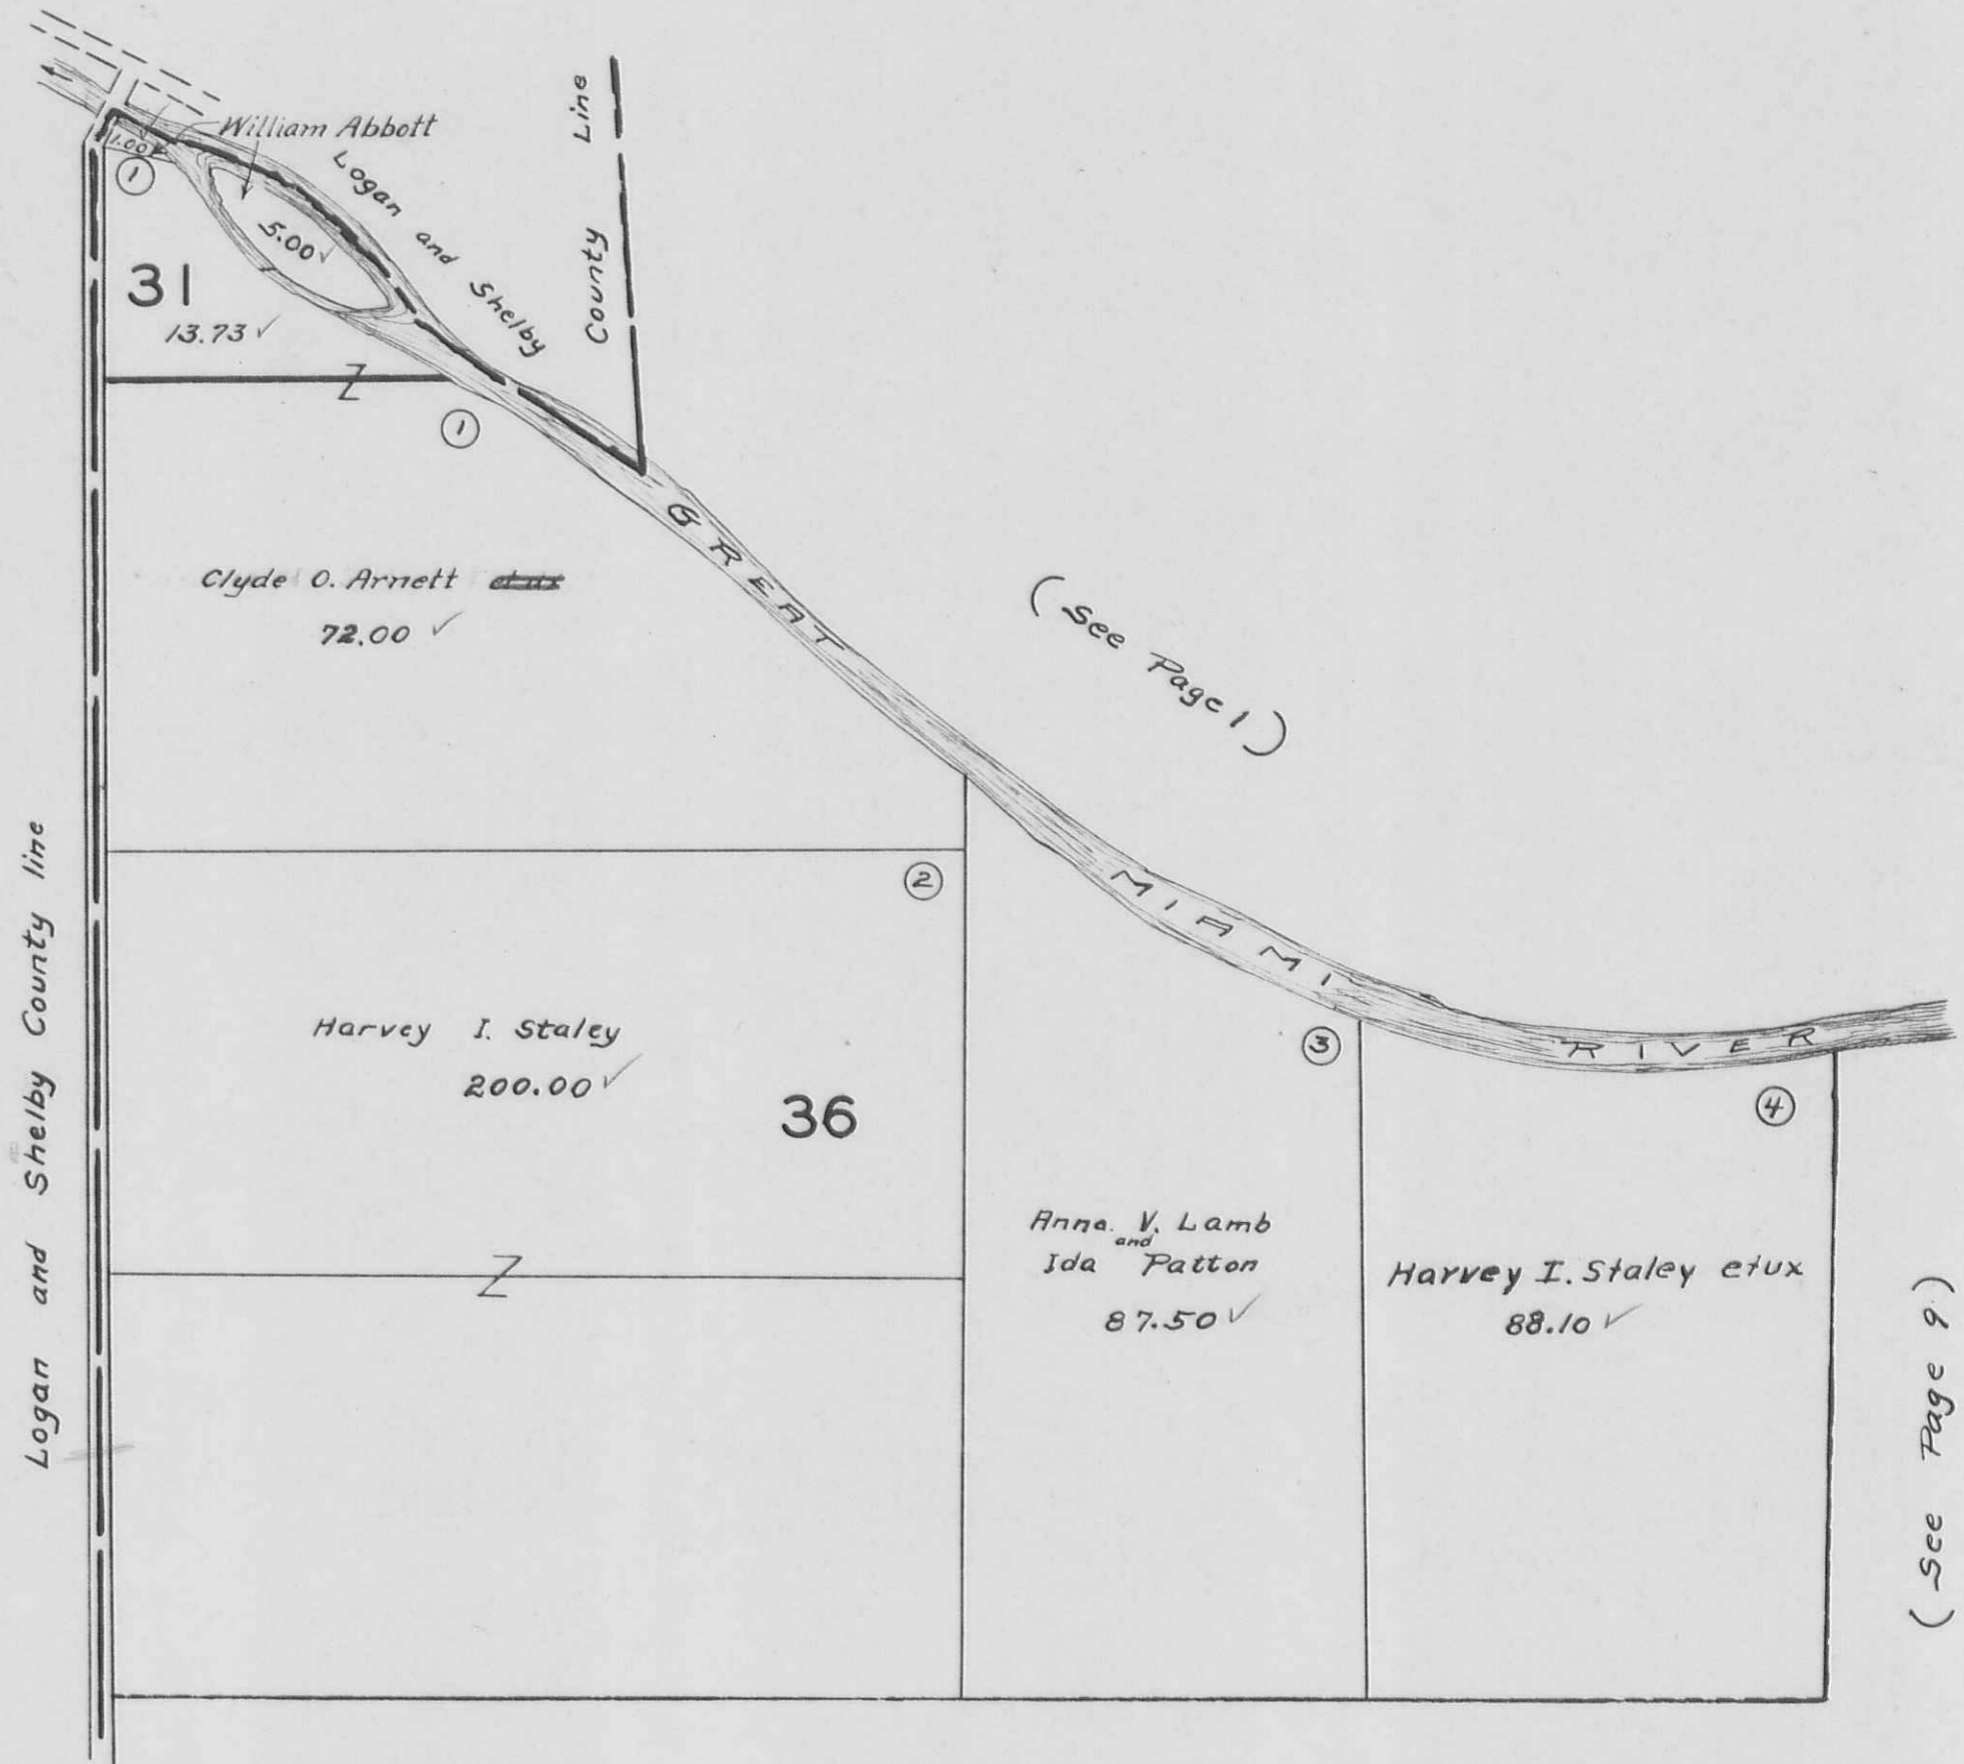 William Abbott
1.00 ✓
①
5.00 ✓
31
13.73 ✓
Logan and Shelby
County Line
Z
①
Clyde O. Arnett
72.00 ✓
GREAT MIAMI RIVER
(See Page 1)
②
Harvey I. Staley
200.00 ✓
36
Z
③
Anna V. Lamb
and
Ida Patton
87.50 ✓
④
Harvey I. Staley etux
88.10 ✓
Logan and Shelby County line
(See Page 9)